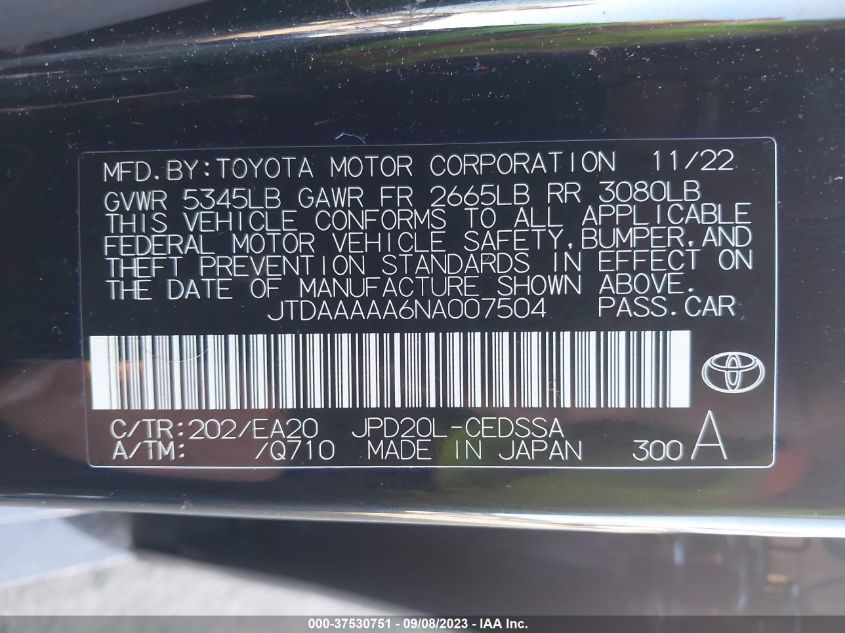 MFD. BY: TOYOTA MOTOR CORPORATION 11/22
GVWR 5345LB GAWR FR 2665LB RR 3080LB
THIS VEHICLE CONFORMS TO ALL APPLICABLE
FEDERAL MOTOR VEHICLE SAFETY, BUMPER, AND
THEFT PREVENTION STANDARDS IN EFFECT ON
THE DATE OF MANUFACTURE SHOWN ABOVE.
JTDAAAAA6NA007504 PASS. CAR
C/TR: 202/EA20 JPD20L-CEDSSA
A/TM: /Q710 MADE IN JAPAN 300 A
000-37530751 - 09/08/2023 - IAA Inc.